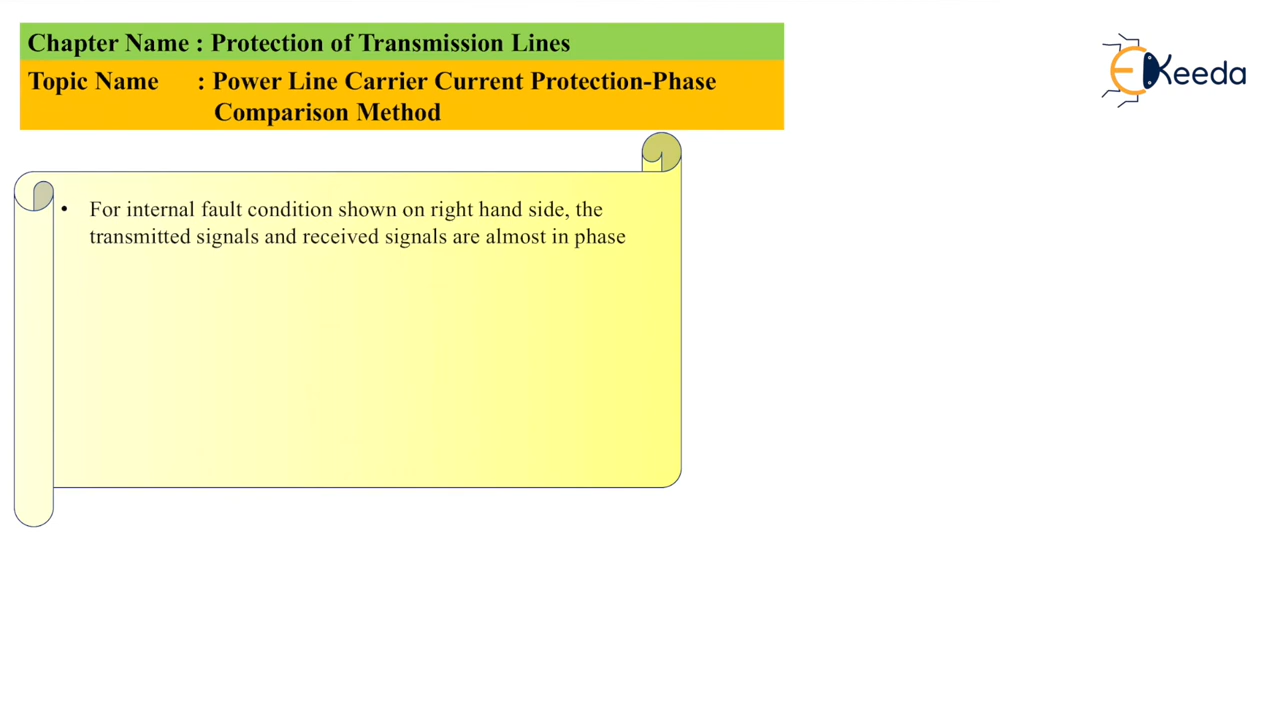 Chapter Name : Protection of Transmission Lines
Topic Name : Power Line Carrier Current Protection-Phase
Comparison Method
EKeeda
• For internal fault condition shown on right hand side, the
transmitted signals and received signals are almost in phase